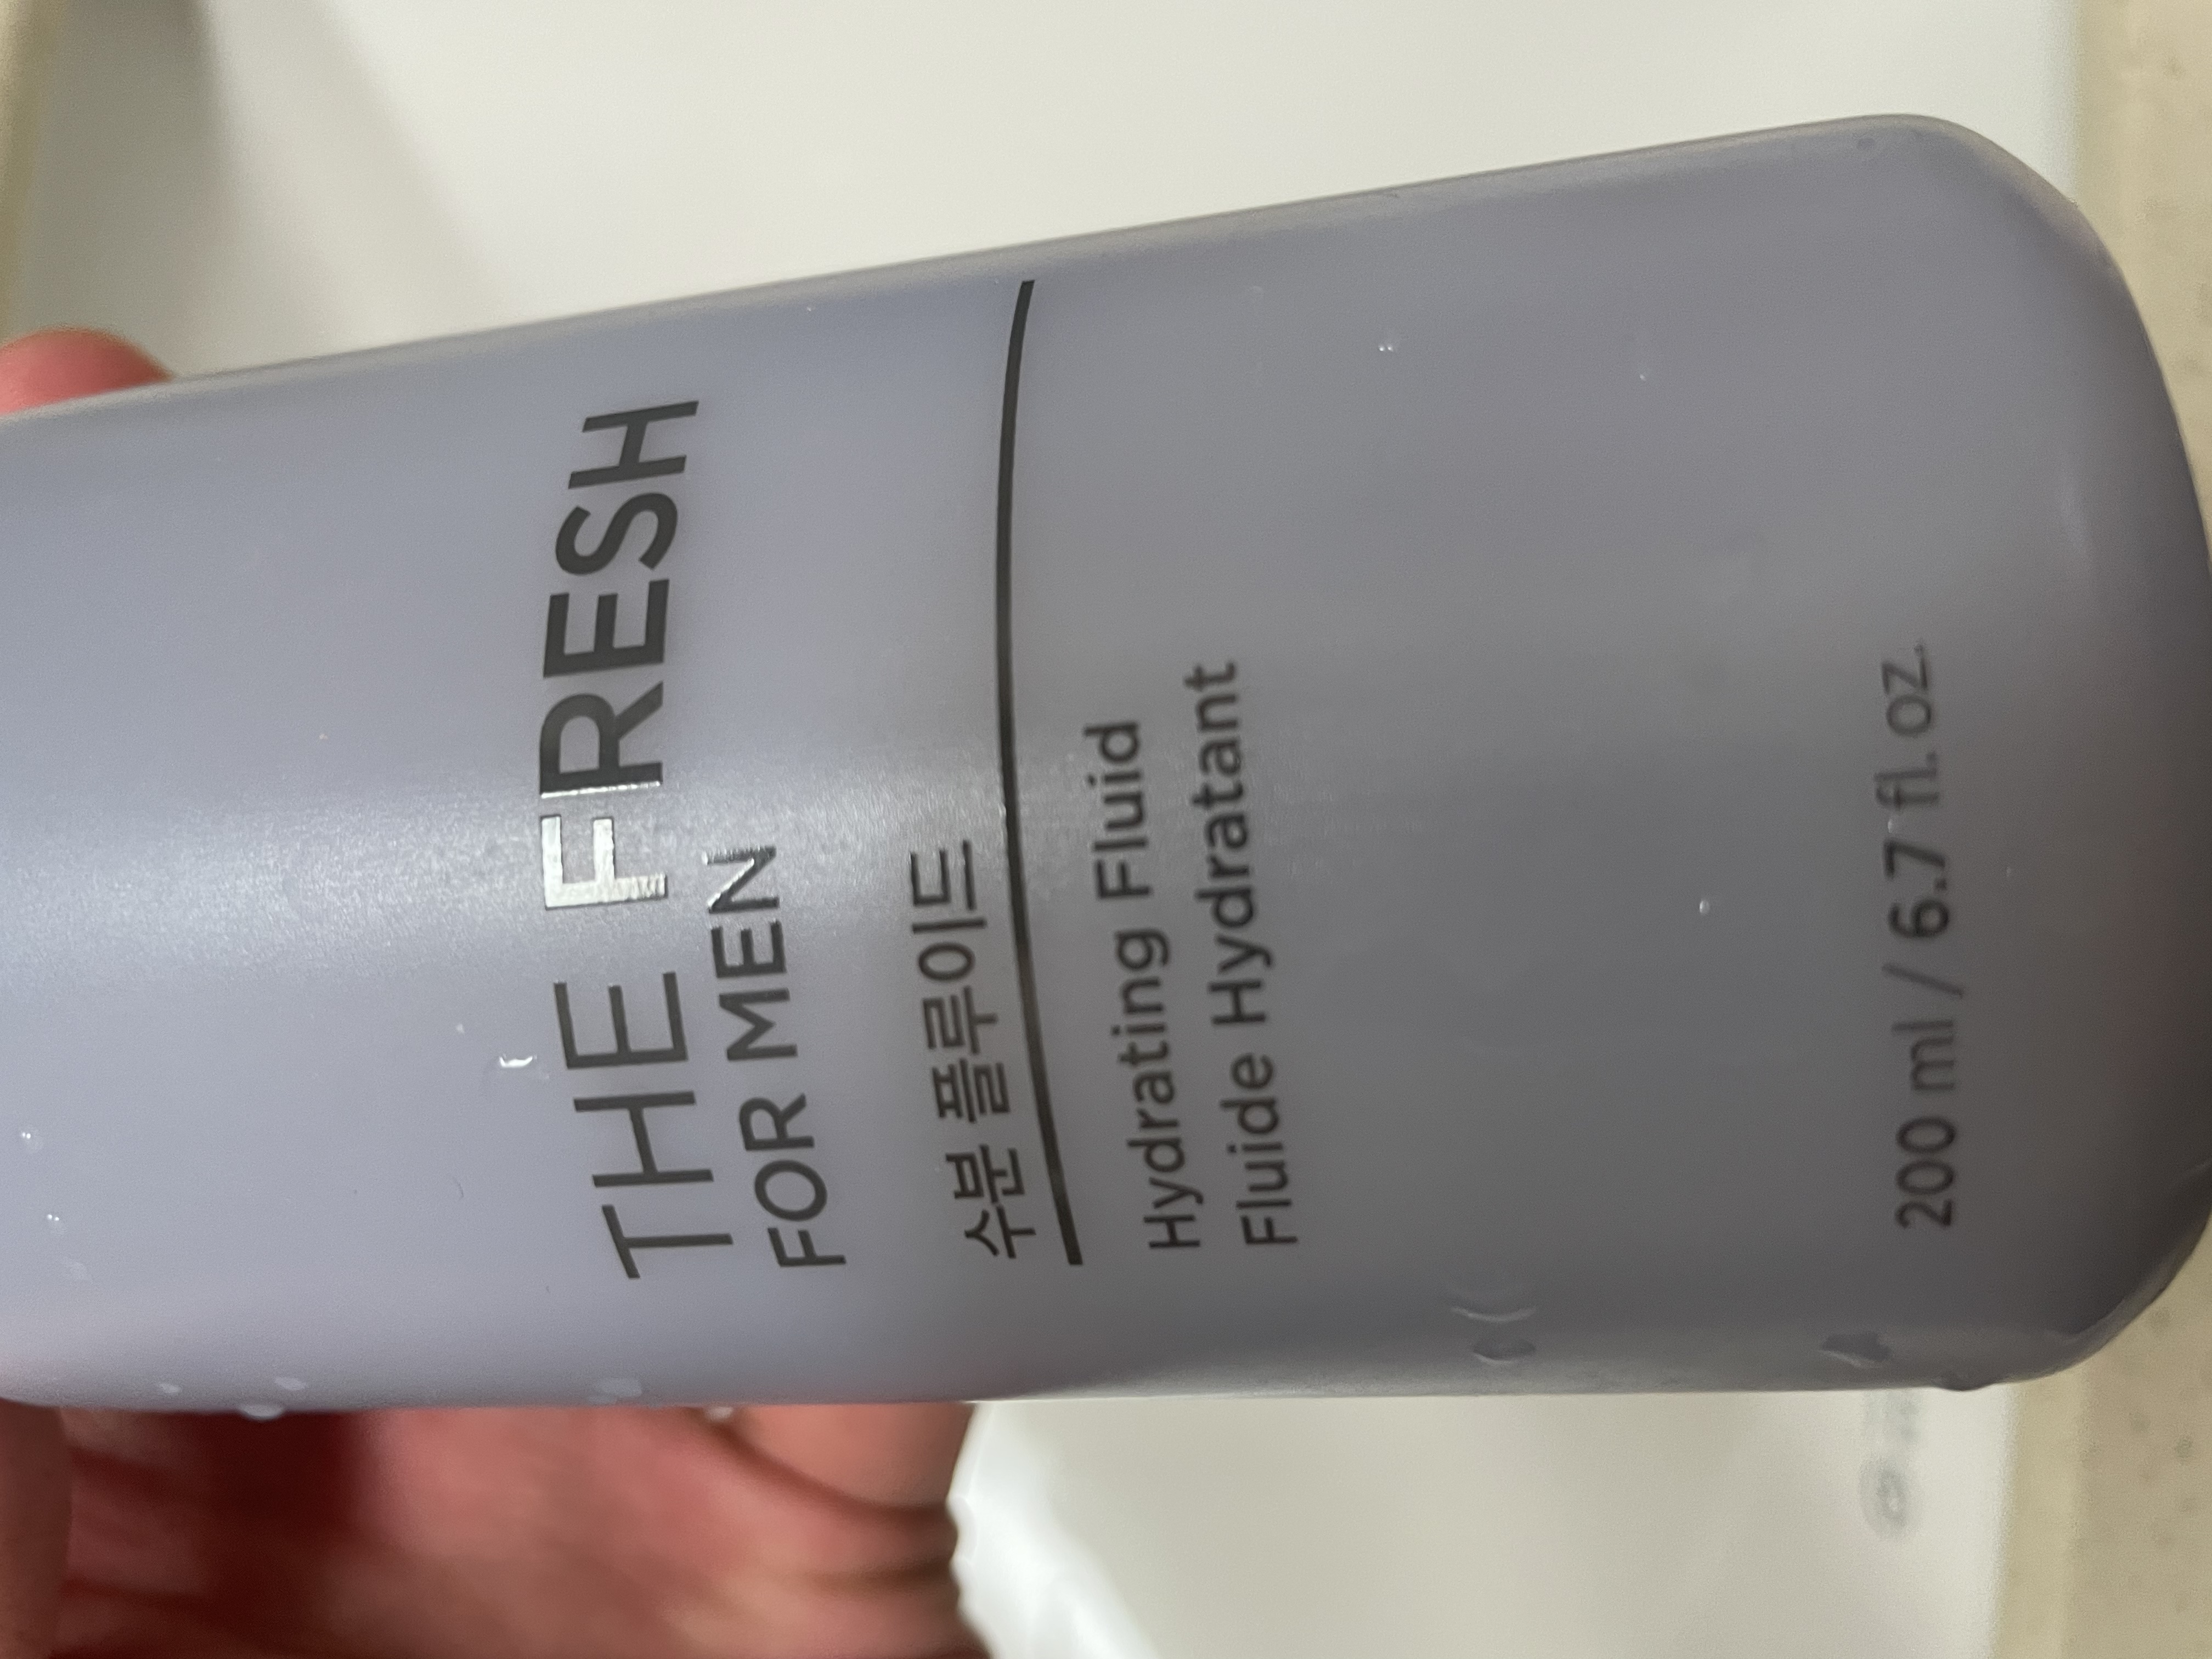 THE FRESH
FOR MEN
수분 플루이드
Hydrating Fluid
Fluide Hydratant
200 ml / 6.7 fl.oz.